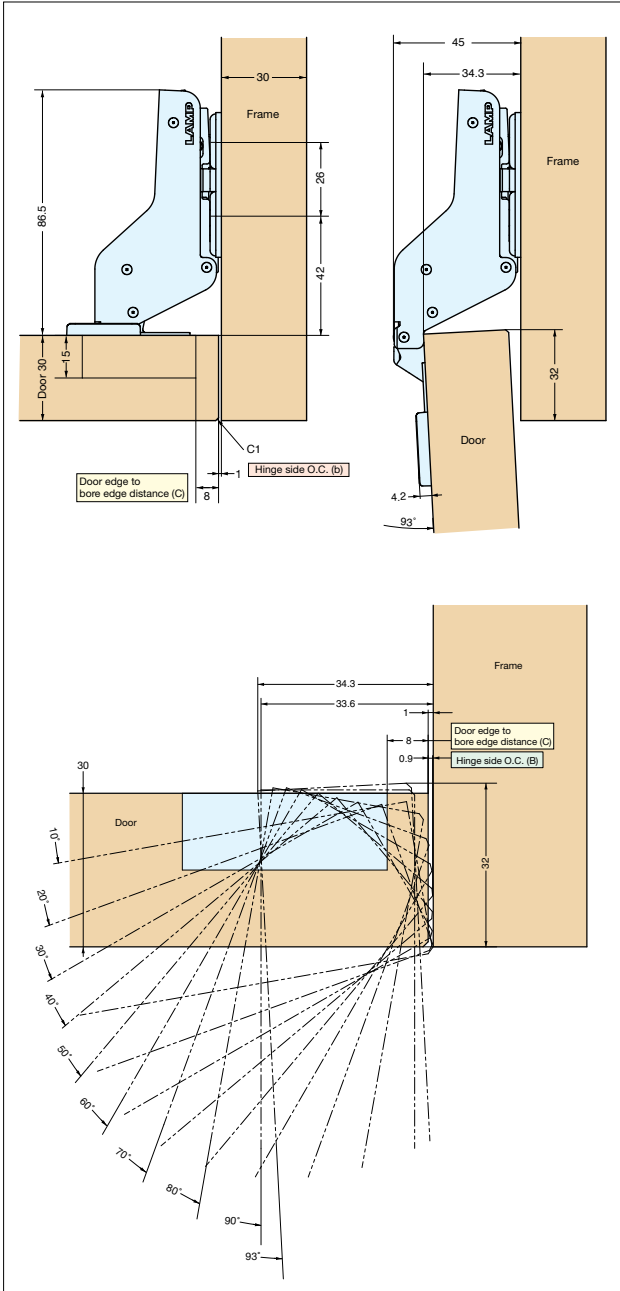 30
Frame
LAMP
86.5
26
42
Door 30
15
C1
1
Hinge side O.C. (b)
Door edge to
bore edge distance (C)
8
45
34.3
LAMP
Frame
32
Door
4.2
93°
Frame
34.3
33.6
1
Door edge to
bore edge distance (C)
8
0.9
Hinge side O.C. (B)
30
Door
32
10°
20°
30°
40°
50°
60°
70°
80°
90°
93°